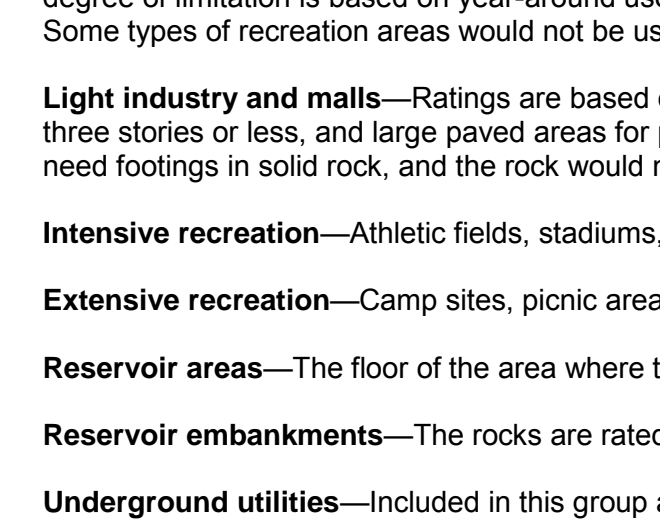 degree of limitation is based on year-around use
Some types of recreation areas would not be us
Light industry and malls—Ratings are based
three stories or less, and large paved areas for
need footings in solid rock, and the rock would
Intensive recreation—Athletic fields, stadiums,
Extensive recreation—Camp sites, picnic area
Reservoir areas—The floor of the area where
Reservoir embankments—The rocks are rated
Underground utilities—Included in this group